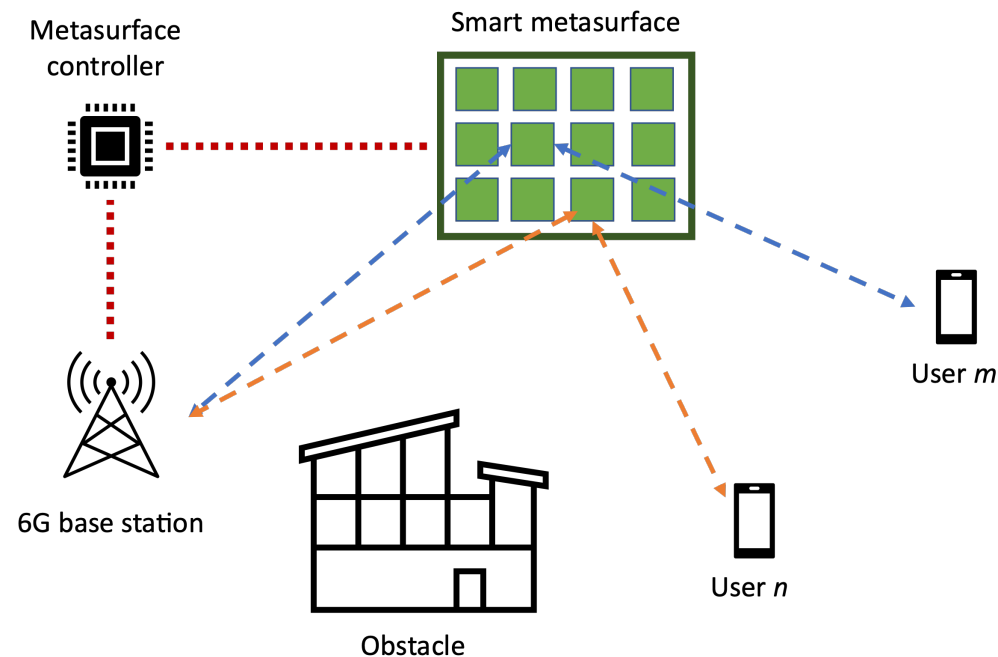 Metasurface
controller
Smart metasurface
User m
6G base station
User n
Obstacle